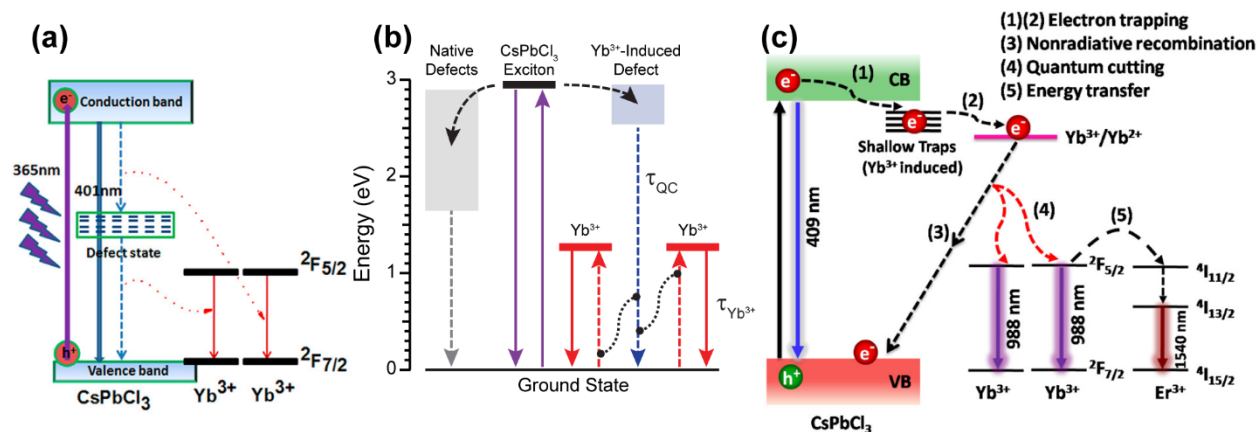 (a)
e⁻
Conduction band
365nm
401nm
Defect state
²F₅/₂
h⁺
Valence band
²F₇/₂
CsPbCl₃
Yb³⁺
Yb³⁺
(b)
Native
Defects
CsPbCl₃
Exciton
Yb³⁺-Induced
Defect
Energy (eV)
3
2
1
0
τQC
Yb³⁺
Yb³⁺
τYb³⁺
Ground State
(c)
(1)(2) Electron trapping
(3) Nonradiative recombination
(4) Quantum cutting
(5) Energy transfer
e⁻
(1)
CB
(2)
e⁻
e⁻
Shallow Traps
(Yb³⁺ induced)
Yb³⁺/Yb²⁺
409 nm
(3)
(4)
(5)
²F₅/₂
⁴I₁₁/₂
988 nm
988 nm
⁴I₁₃/₂
1540 nm
e⁻
h⁺
VB
²F₇/₂
⁴I₁₅/₂
Yb³⁺
Yb³⁺
Er³⁺
CsPbCl₃